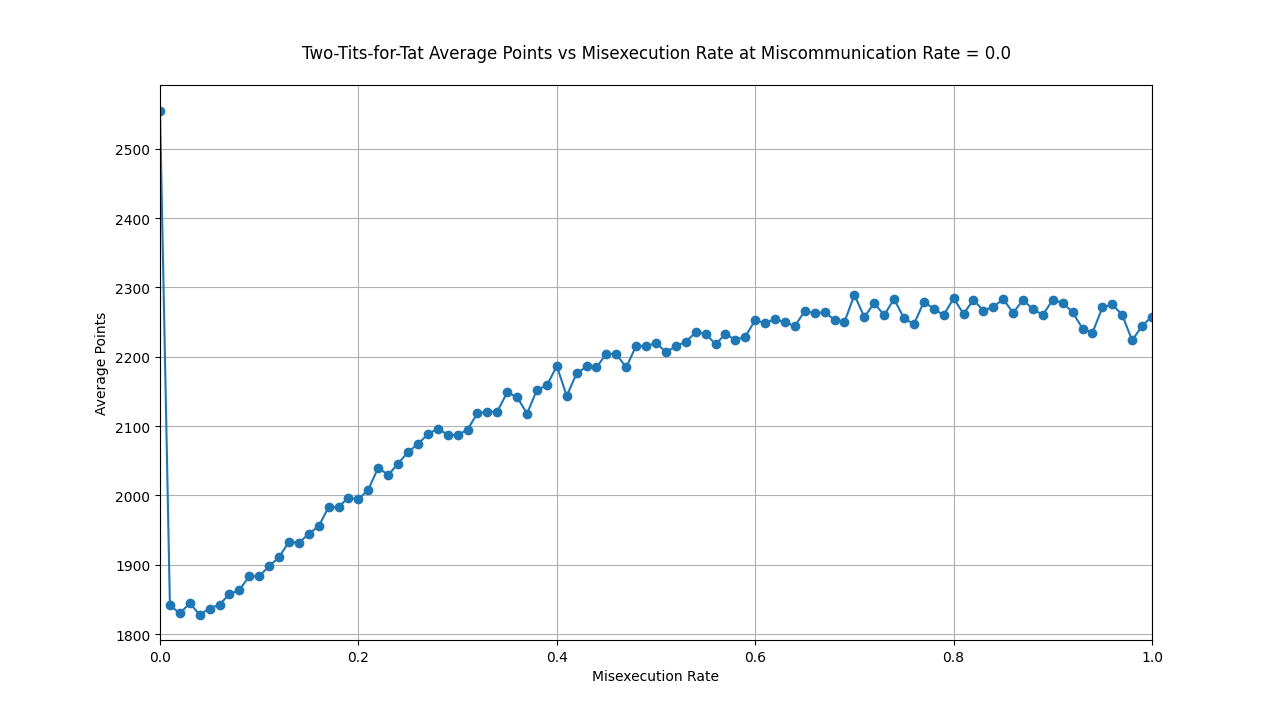 Two-Tits-for-Tat Average Points vs Misexecution Rate at Miscommunication Rate = 0.0
Average Points
2500
2400
2300
2200
2100
2000
1900
1800
0.0 0.2 0.4 0.6 0.8 1.0
Misexecution Rate